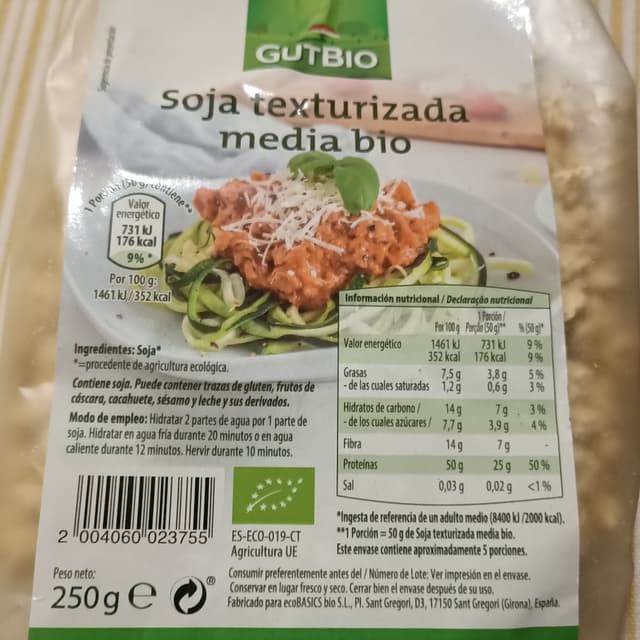 GUTBIO
Soja texturizada
media bio
1 Porción (50 g) contiene**
Valor
energético
731 kJ
176 kcal
9% *
Por 100 g:
1461 kJ / 352 kcal
Ingredientes: Soja*
*=procedente de agricultura ecológica.
Contiene soja. Puede contener trazas de gluten, frutos de
cáscara, cacahuete, sésamo y leche y sus derivados.
Modo de empleo: Hidratar 2 partes de agua por 1 parte de
soja. Hidratar en agua fría durante 20 minutos o en agua
caliente durante 12 minutos. Hervir durante 10 minutos.
Información nutricional / Declaração nutricional
Por 100 g 1 Porción / Porção (50 g)** % (50 g)*
Valor energético 1461 kJ 731 kJ 9 %
352 kcal 176 kcal 9 %
Grasas 7,5 g 3,8 g 5 %
- de las cuales saturadas 1,2 g 0,6 g 3 %
Hidratos de carbono / 14 g 7 g 3 %
- de los cuales azúcares / 7,7 g 3,9 g 4 %
Fibra 14 g 7 g -
Proteínas 50 g 25 g 50 %
Sal 0,03 g 0,02 g <1 %
*Ingesta de referencia de un adulto medio (8400 kJ /2000 kcal).
**1 Porción = 50 g de Soja texturizada media bio.
Este envase contiene aproximadamente 5 porciones.
2 004060 023755
ES-ECO-019-CT
Agricultura UE
Peso neto:
250 g e
®
Consumir preferentemente antes del / Número de Lote: Ver impresión en el envase.
Conservar en lugar fresco y seco. Cerrar bien el envase después de su uso.
Fabricado para ecoBASICS bio S.L., Pl. Sant Gregori, D3, 17150 Sant Gregori (Girona), España.